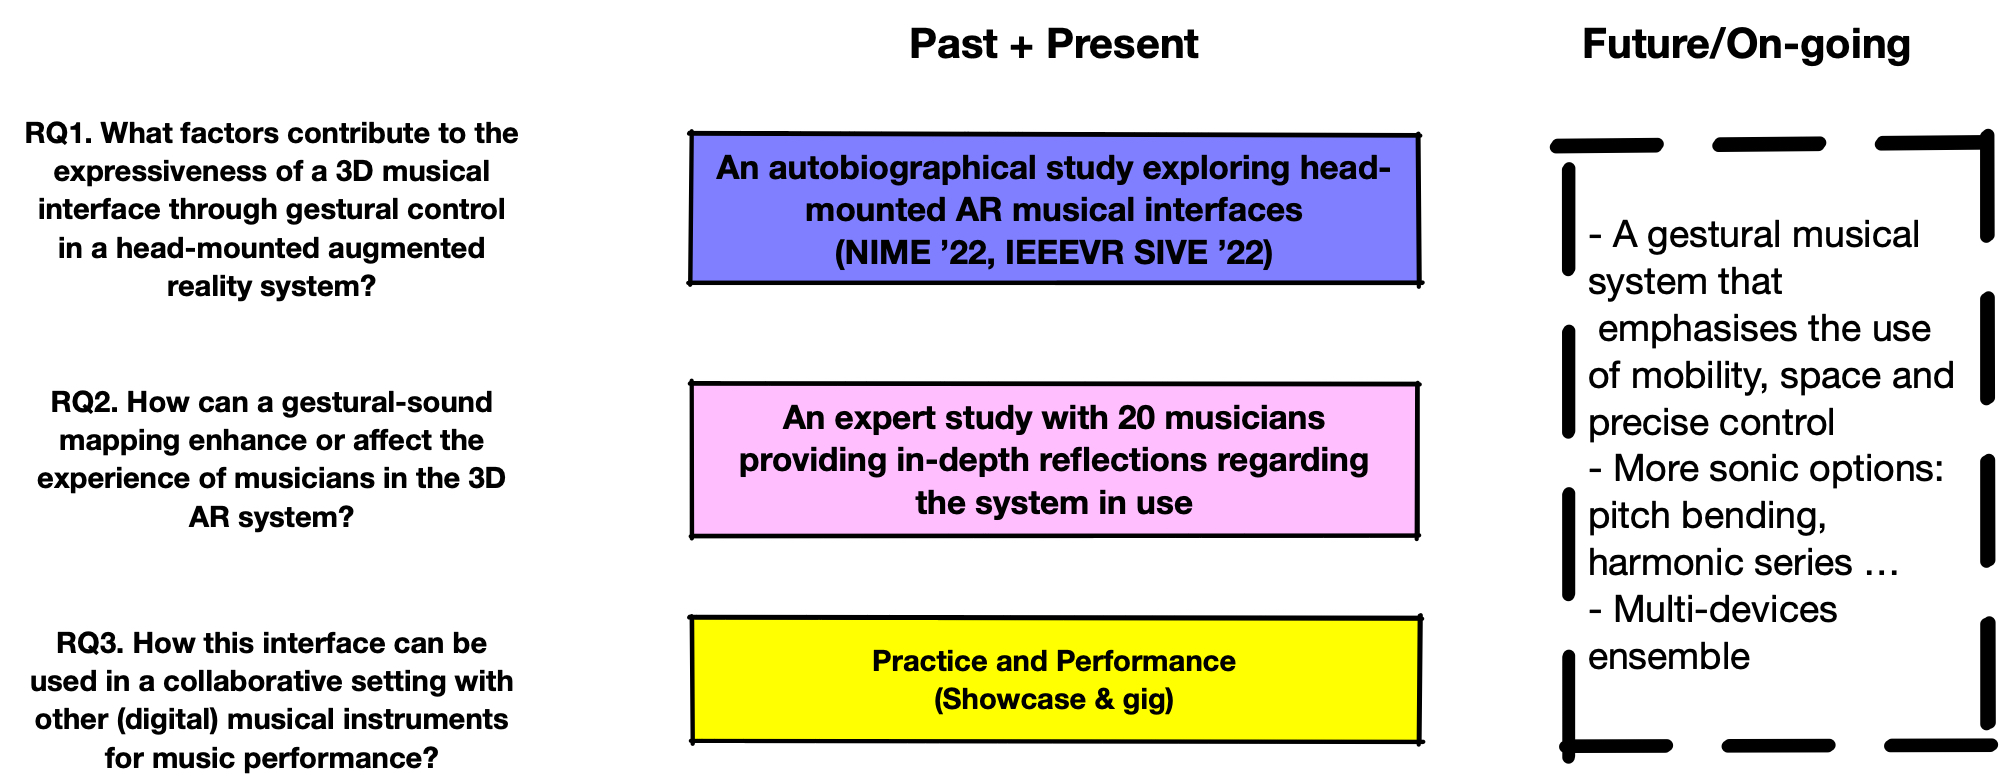 Past + Present
Future/On-going
RQ1. What factors contribute to the
expressiveness of a 3D musical
interface through gestural control
in a head-mounted augmented
reality system?
An autobiographical study exploring head-
mounted AR musical interfaces
(NIME ’22, IEEEVR SIVE ’22)
RQ2. How can a gestural-sound
mapping enhance or affect the
experience of musicians in the 3D
AR system?
An expert study with 20 musicians
providing in-depth reflections regarding
the system in use
RQ3. How this interface can be
used in a collaborative setting with
other (digital) musical instruments
for music performance?
Practice and Performance
(Showcase & gig)
- A gestural musical
system that
emphasises the use
of mobility, space and
precise control
- More sonic options:
pitch bending,
harmonic series …
- Multi-devices
ensemble